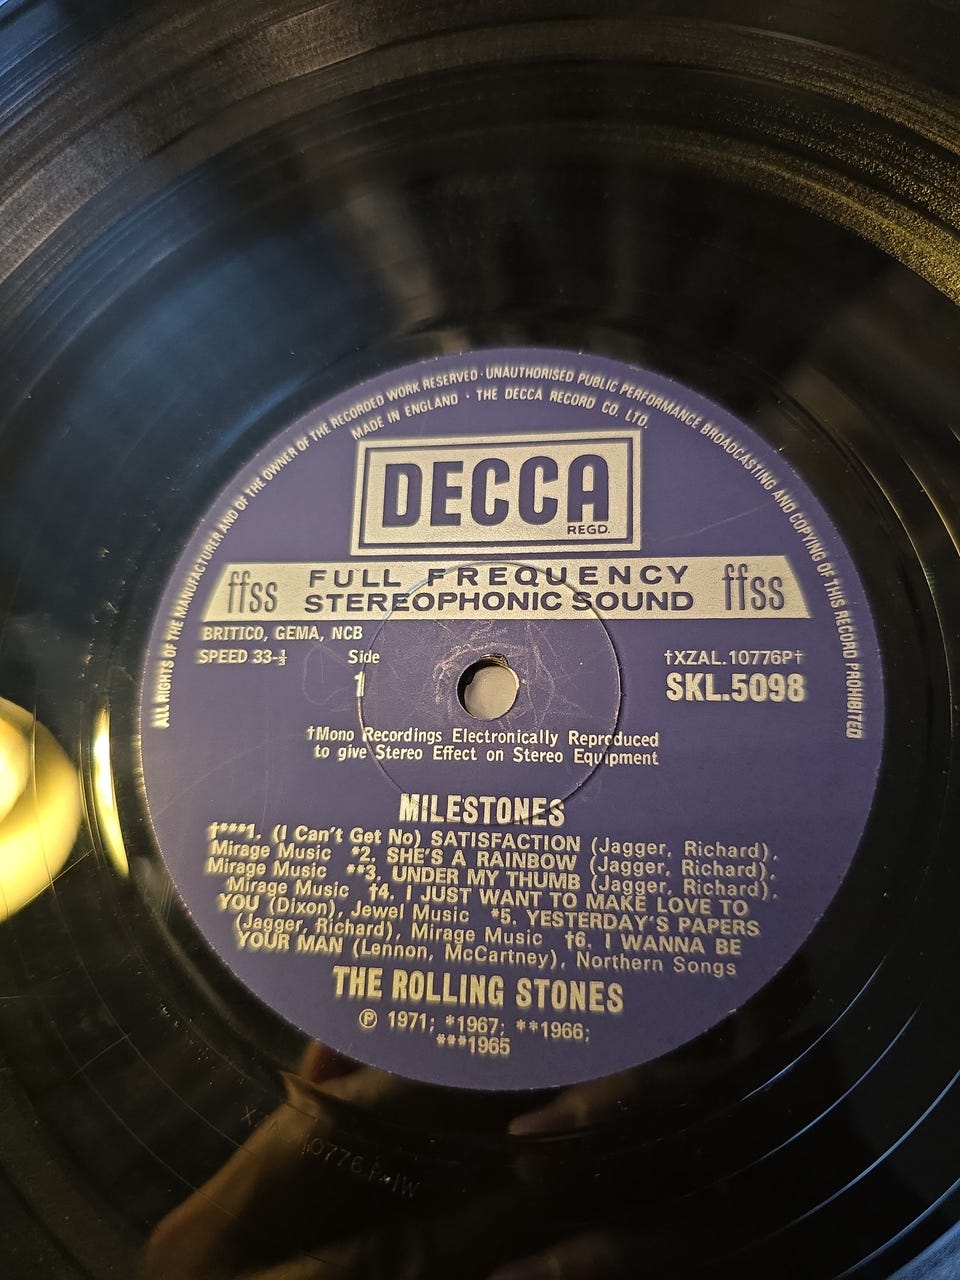 ALL RIGHTS OF THE MANUFACTURER AND OF THE OWNER OF THE RECORDED WORK RESERVED · UNAUTHORISED PUBLIC PERFORMANCE BROADCASTING AND COPYING OF THIS RECORD PROHIBITED
MADE IN ENGLAND · THE DECCA RECORD CO. LTD.
DECCA
REGD.
ffss FULL FREQUENCY STEREOPHONIC SOUND ffss
BRITICO, GEMA, NCB
SPEED 33-⅓ Side †XZAL.10776P†
1 SKL.5098
†Mono Recordings Electronically Reproduced
to give Stereo Effect on Stereo Equipment
MILESTONES
†***1. (I Can't Get No) SATISFACTION (Jagger, Richard),
Mirage Music *2. SHE'S A RAINBOW (Jagger, Richard),
Mirage Music **3. UNDER MY THUMB (Jagger, Richard),
Mirage Music †4. I JUST WANT TO MAKE LOVE TO
YOU (Dixon), Jewel Music *5. YESTERDAY'S PAPERS
(Jagger, Richard), Mirage Music †6. I WANNA BE
YOUR MAN (Lennon, McCartney), Northern Songs
THE ROLLING STONES
℗ 1971; *1967; **1966;
***1965